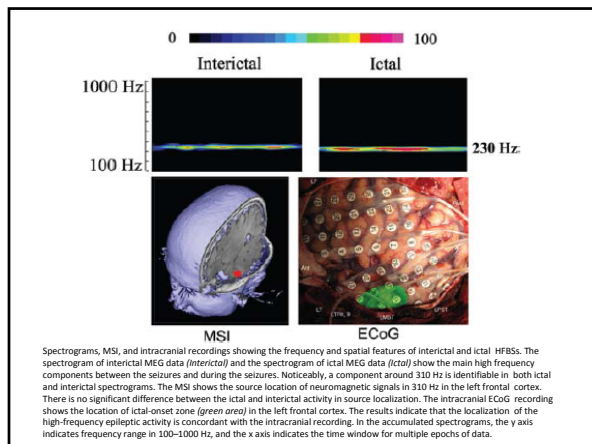 0 100
Interictal Ictal
1000 Hz
230 Hz
100 Hz
MSI ECoG
Spectrograms, MSI, and intracranial recordings showing the frequency and spatial features of interictal and ictal HFBSs. The
spectrogram of interictal MEG data (Interictal) and the spectrogram of ictal MEG data (Ictal) show the main high frequency
components between the seizures and during the seizures. Noticeably, a component around 310 Hz is identifiable in both ictal
and interictal spectrograms. The MSI shows the source location of neuromagnetic signals in 310 Hz in the left frontal cortex.
There is no significant difference between the ictal and interictal activity in source localization. The intracranial ECoG recording
shows the location of ictal-onset zone (green area) in the left frontal cortex. The results indicate that the localization of the
high-frequency epileptic activity is concordant with the intracranial recording. In the accumulated spectrograms, the y axis
indicates frequency range in 100–1000 Hz, and the x axis indicates the time window for multiple epochs of data.